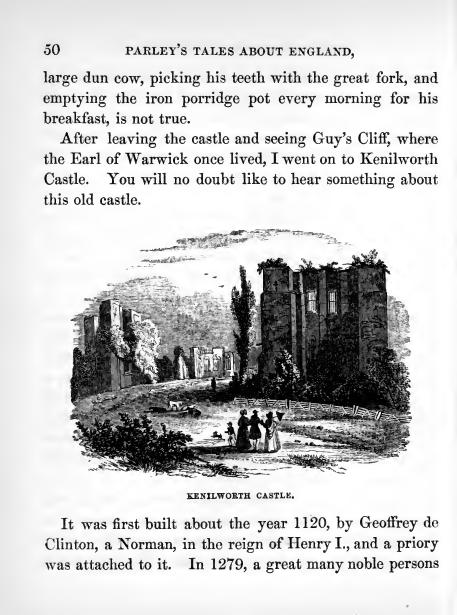 50 PARLEY'S TALES ABOUT ENGLAND,
large dun cow, picking his teeth with the great fork, and
emptying the iron porridge pot every morning for his
breakfast, is not true.
After leaving the castle and seeing Guy's Cliff, where
the Earl of Warwick once lived, I went on to Kenilworth
Castle. You will no doubt like to hear something about
this old castle.
KENILWORTH CASTLE.
It was first built about the year 1120, by Geoffrey de
Clinton, a Norman, in the reign of Henry I., and a priory
was attached to it. In 1279, a great many noble persons